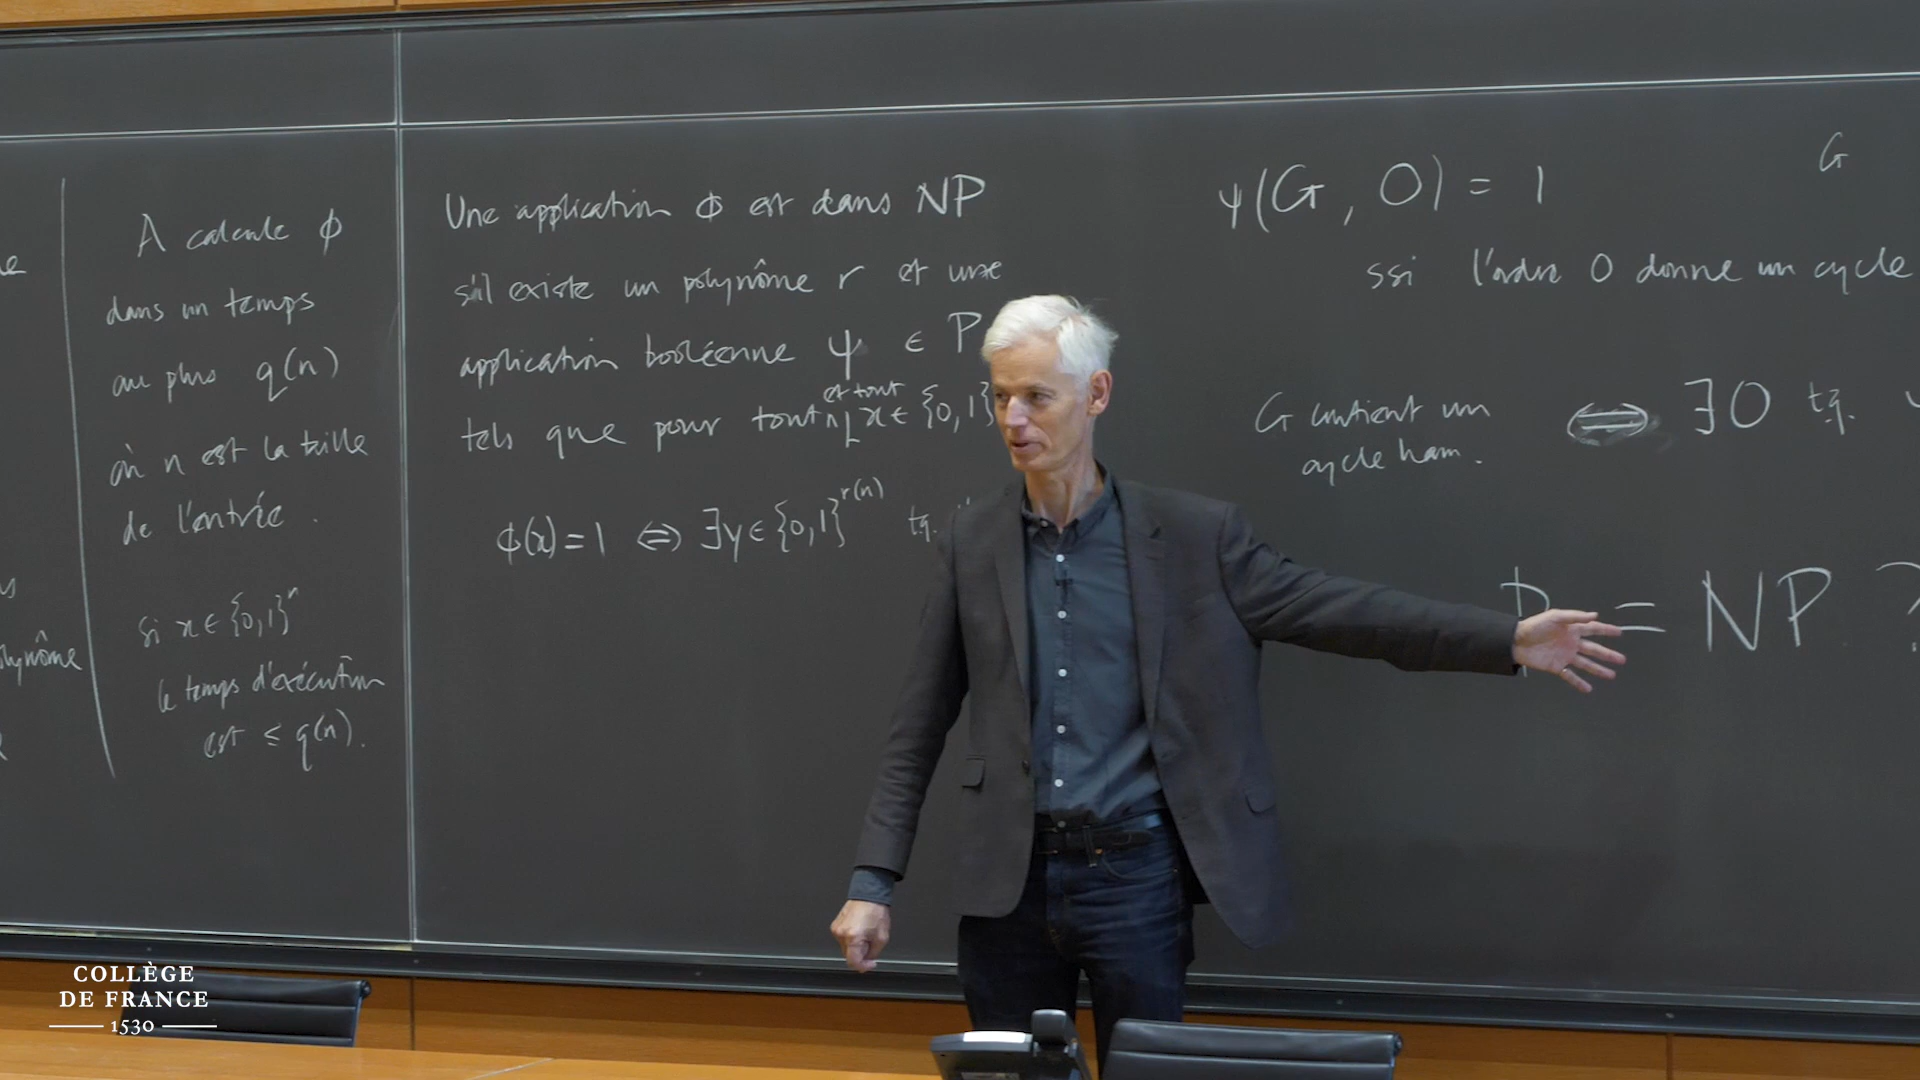 A calcule φ
dans un temps
au plus q(n)
où n est la taille
de l'entrée.
Si x ∈ {0,1}ⁿ
le temps d'exécution
est ≤ q(n).
Une application φ est dans NP
s'il existe un polynôme r et une
application booléenne ψ ∈ P
et tout
tels que pour tout n x ∈ {0,1}
φ(x)=1 ⇔ ∃y ∈ {0,1}^r(n) tq.
G
ψ(G, O) = 1
ssi l'ordre O donne un cycle
G contient un ⇔ ∃O tq.
cycle ham.
P = NP ?
COLLÈGE
DE FRANCE
1530